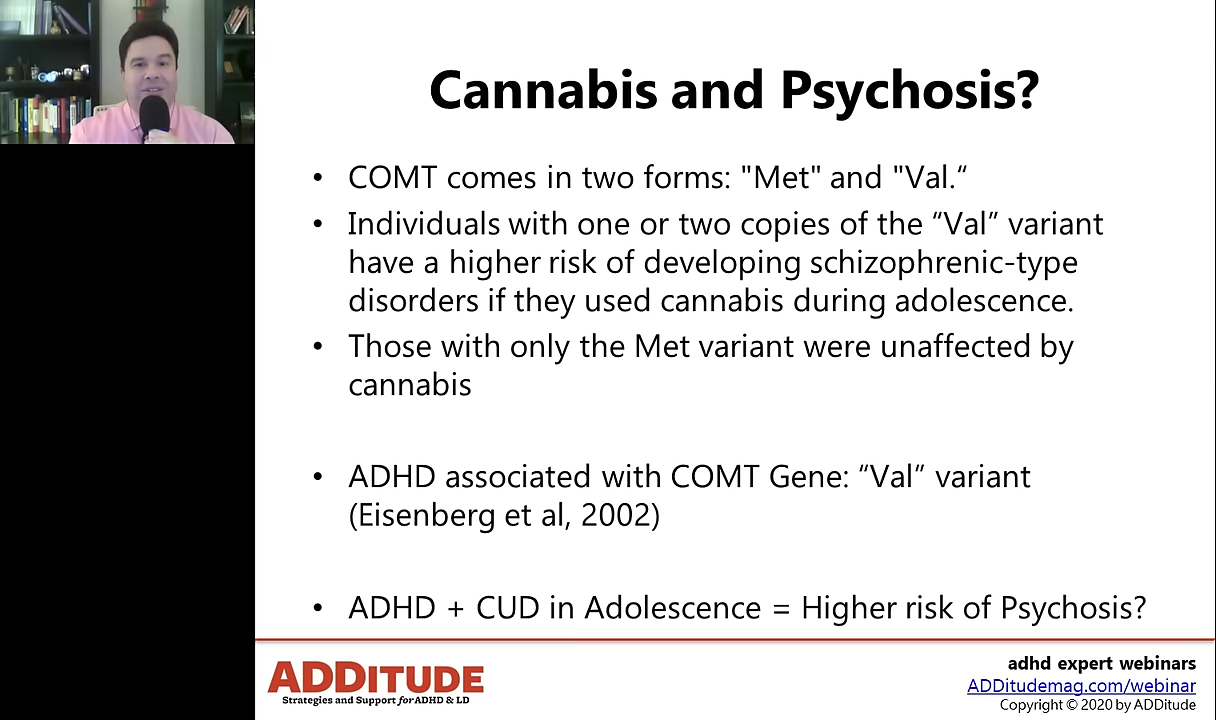 Cannabis and Psychosis?
• COMT comes in two forms: "Met" and "Val.“
• Individuals with one or two copies of the “Val” variant
have a higher risk of developing schizophrenic-type
disorders if they used cannabis during adolescence.
• Those with only the Met variant were unaffected by
cannabis
• ADHD associated with COMT Gene: “Val” variant
(Eisenberg et al, 2002)
• ADHD + CUD in Adolescence = Higher risk of Psychosis?
ADDITUDE
Strategies and Support for ADHD & LD
adhd expert webinars
ADDitudemag.com/webinar
Copyright © 2020 by ADDitude